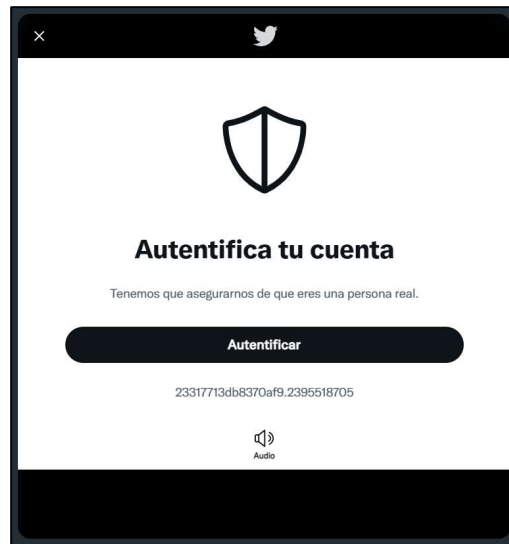 Autentifica tu cuenta
Tenemos que asegurarnos de que eres una persona real.
Autentificar
23317713db8370af9.2395518705
Audio